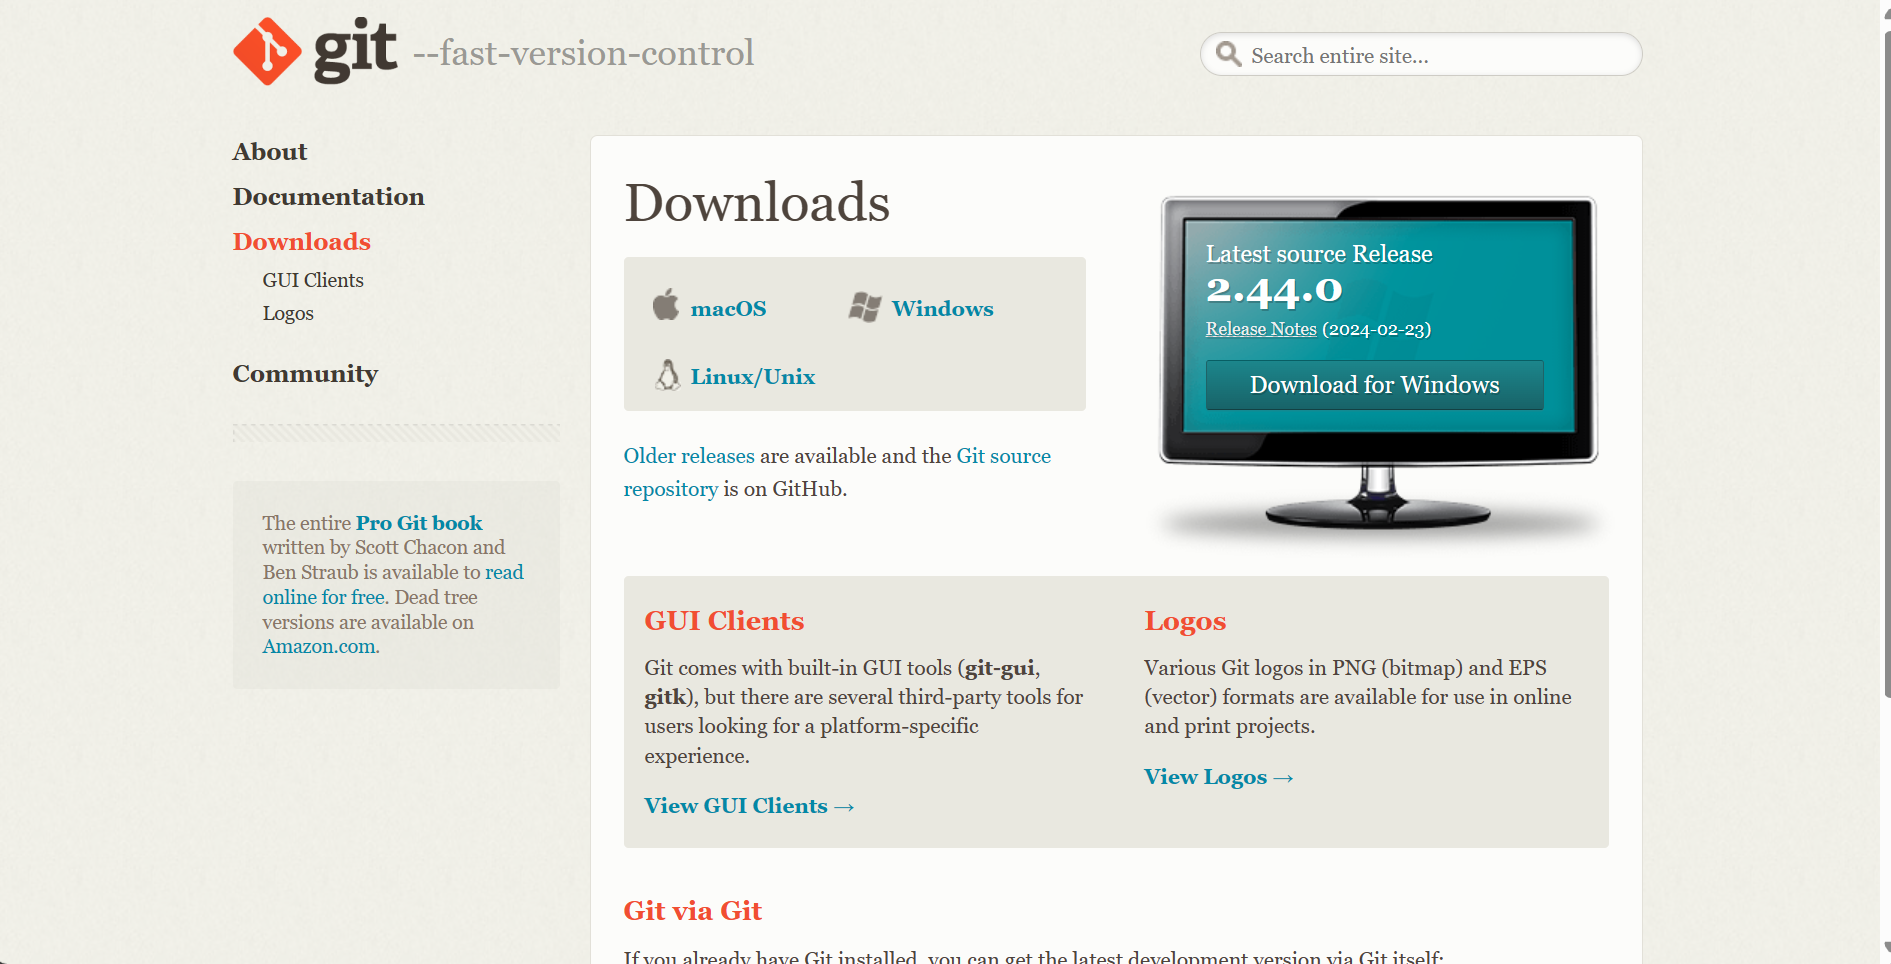 git --fast-version-control
Search entire site...
About
Documentation
Downloads
GUI Clients
Logos
Community
The entire Pro Git book
written by Scott Chacon and
Ben Straub is available to read
online for free. Dead tree
versions are available on
Amazon.com.
Downloads
macOS
Windows
Linux/Unix
Older releases are available and the Git source
repository is on GitHub.
Latest source Release
2.44.0
Release Notes (2024-02-23)
Download for Windows
GUI Clients
Git comes with built-in GUI tools (git-gui,
gitk), but there are several third-party tools for
users looking for a platform-specific
experience.
View GUI Clients →
Logos
Various Git logos in PNG (bitmap) and EPS
(vector) formats are available for use in online
and print projects.
View Logos →
Git via Git
If you already have Git installed, you can get the latest development version via Git itself: